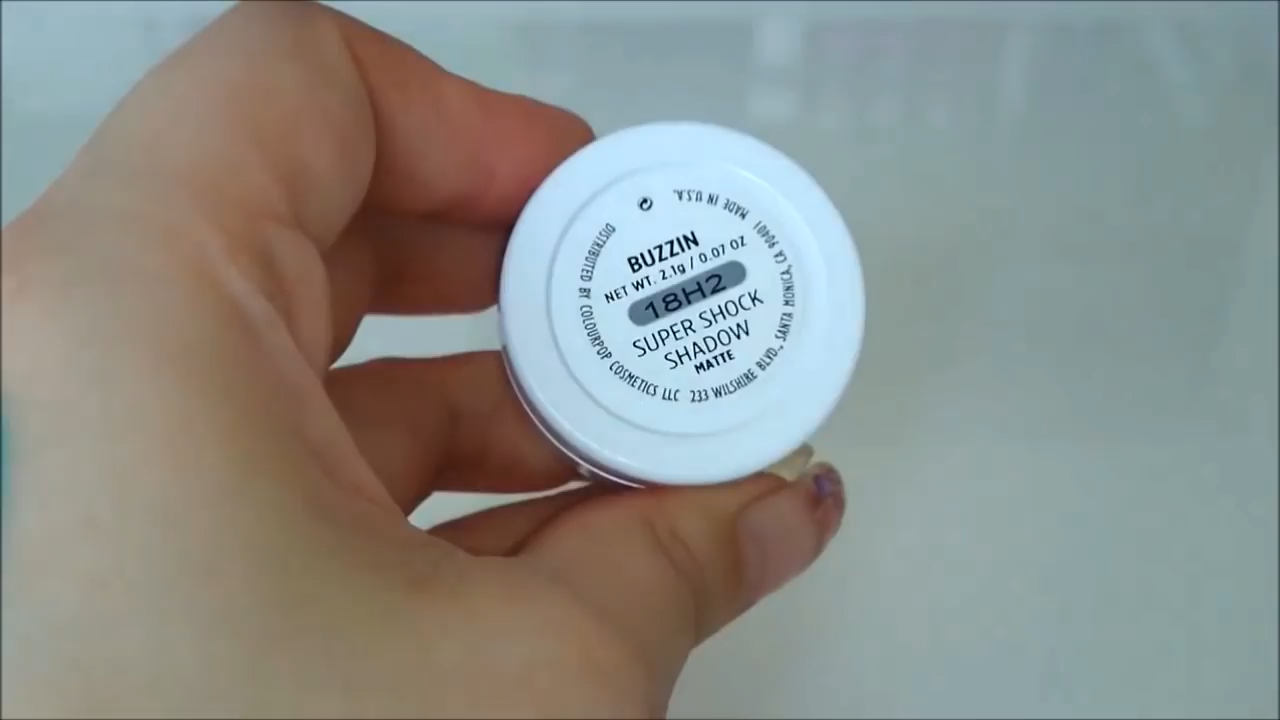 BUZZIN
NET WT. 2.1g / 0.07 OZ
18H2
SUPER SHOCK
SHADOW
MATTE
DISTRIBUTED BY COLOURPOP COSMETICS LLC 233 WILSHIRE BLVD., SANTA MONICA, CA 90401 MADE IN U.S.A.